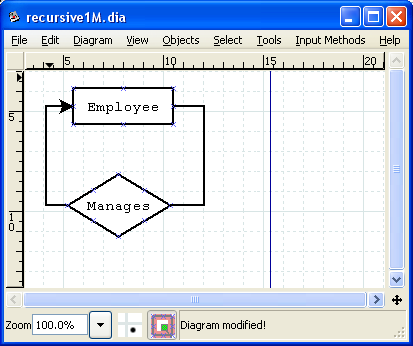 recursive1M.dia
File Edit Diagram View Objects Select Tools Input Methods Help
5 10 15 20
5
Employee
Manages
10
Zoom 100.0% Diagram modified!